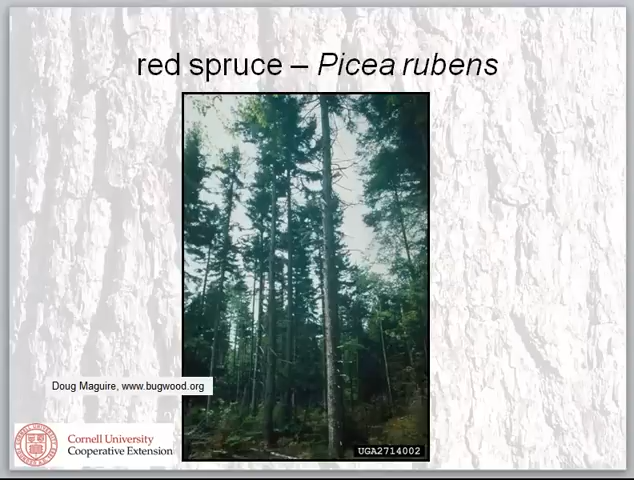 red spruce – Picea rubens
Doug Maguire, www.bugwood.org
UGA2714002
Cornell University
Cooperative Extension